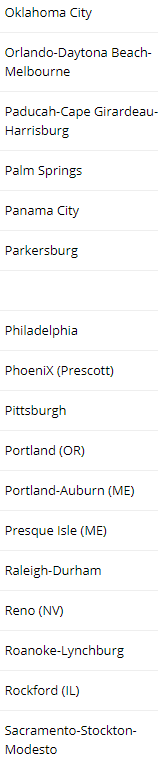 Oklahoma City
Orlando-Daytona Beach-
Melbourne
Paducah-Cape Girardeau-
Harrisburg
Palm Springs
Panama City
Parkersburg
Philadelphia
PhoeniX (Prescott)
Pittsburgh
Portland (OR)
Portland-Auburn (ME)
Presque Isle (ME)
Raleigh-Durham
Reno (NV)
Roanoke-Lynchburg
Rockford (IL)
Sacramento-Stockton-
Modesto